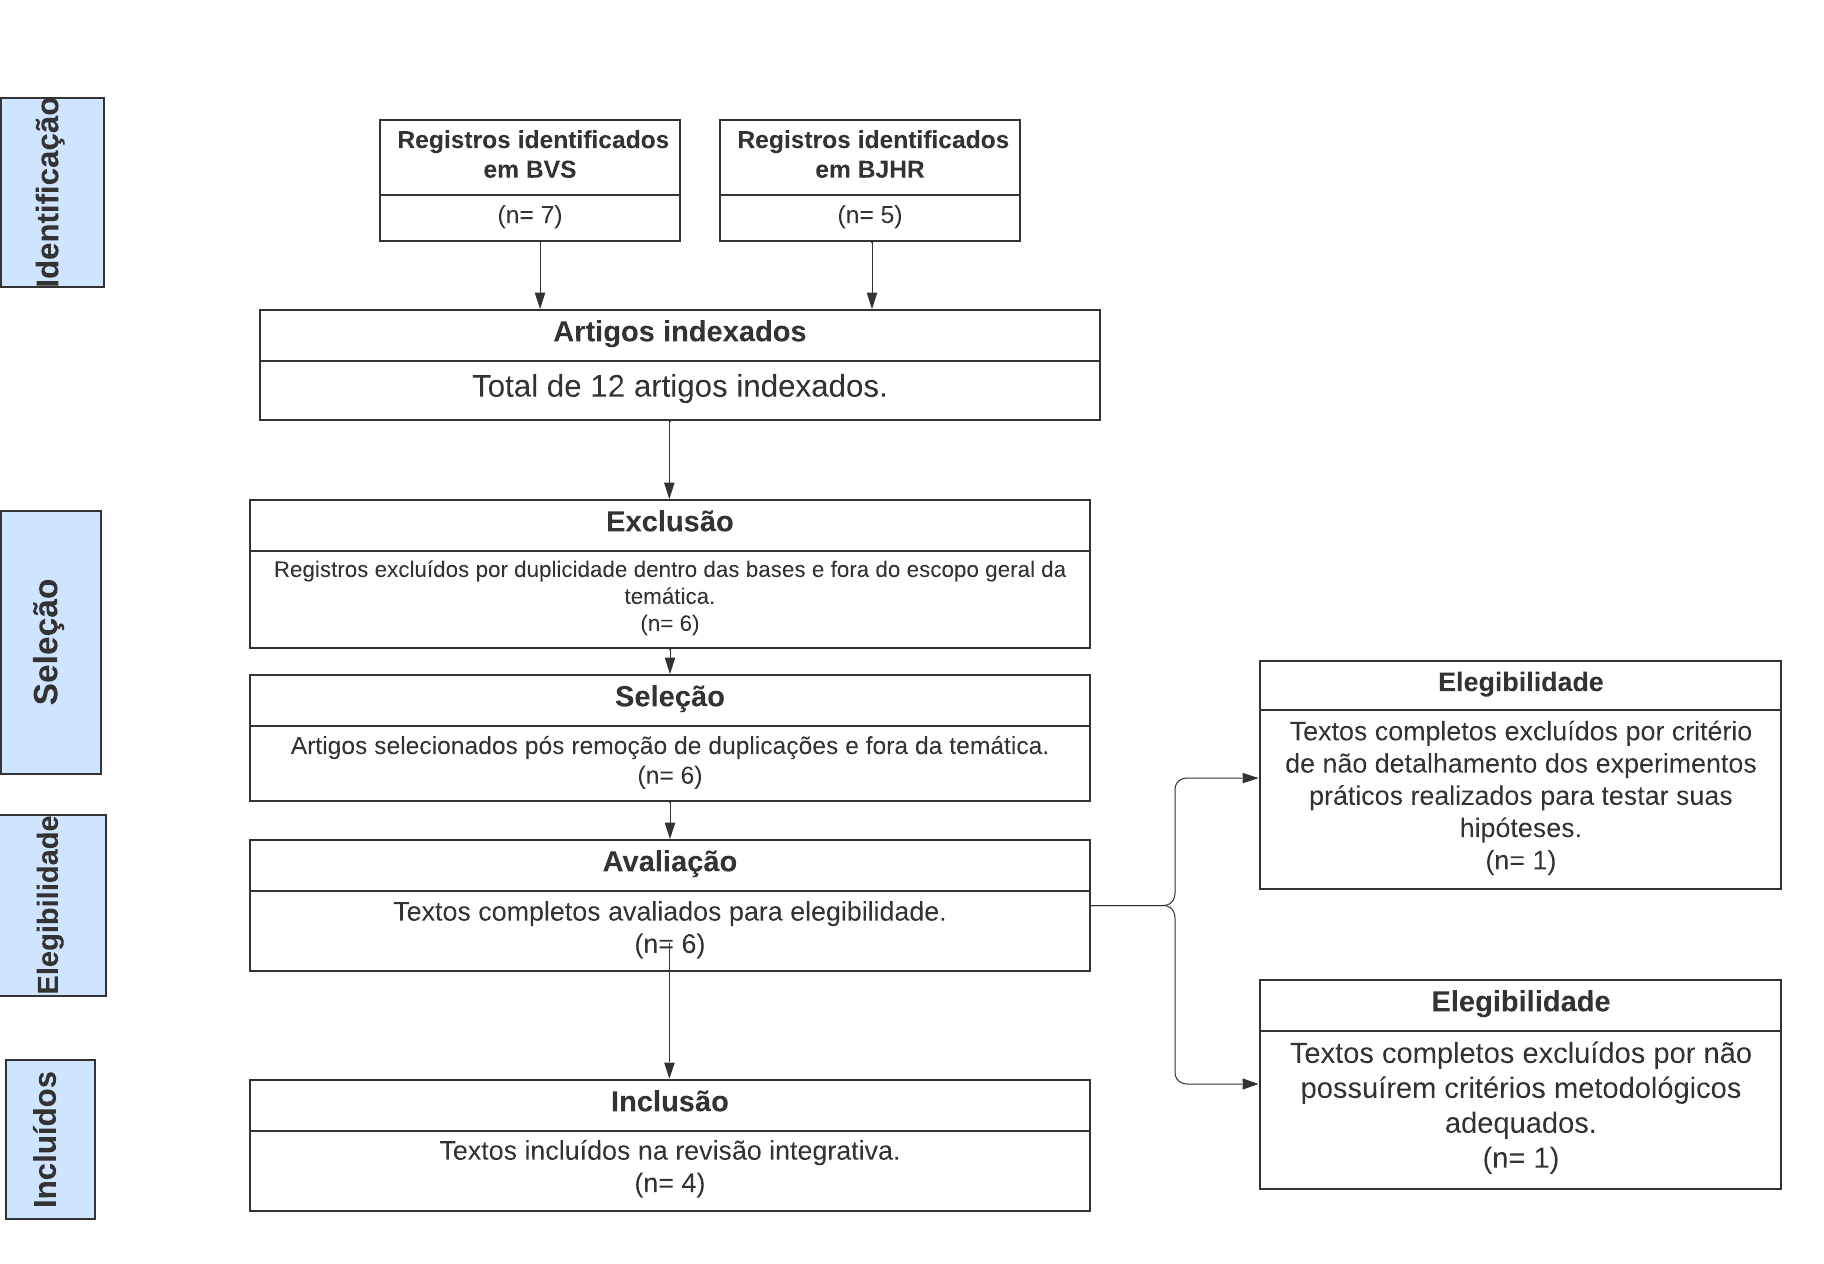 Identificação
Registros identificados
em BVS
(n= 7)
Registros identificados
em BJHR
(n= 5)
Artigos indexados
Total de 12 artigos indexados.
Seleção
Exclusão
Registros excluídos por duplicidade dentro das bases e fora do escopo geral da
temática.
(n= 6)
Seleção
Artigos selecionados pós remoção de duplicações e fora da temática.
(n= 6)
Elegibilidade
Avaliação
Textos completos avaliados para elegibilidade.
(n= 6)
Elegibilidade
Textos completos excluídos por critério
de não detalhamento dos experimentos
práticos realizados para testar suas
hipóteses.
(n= 1)
Elegibilidade
Textos completos excluídos por não
possuírem critérios metodológicos
adequados.
(n= 1)
Incluídos
Inclusão
Textos incluídos na revisão integrativa.
(n= 4)